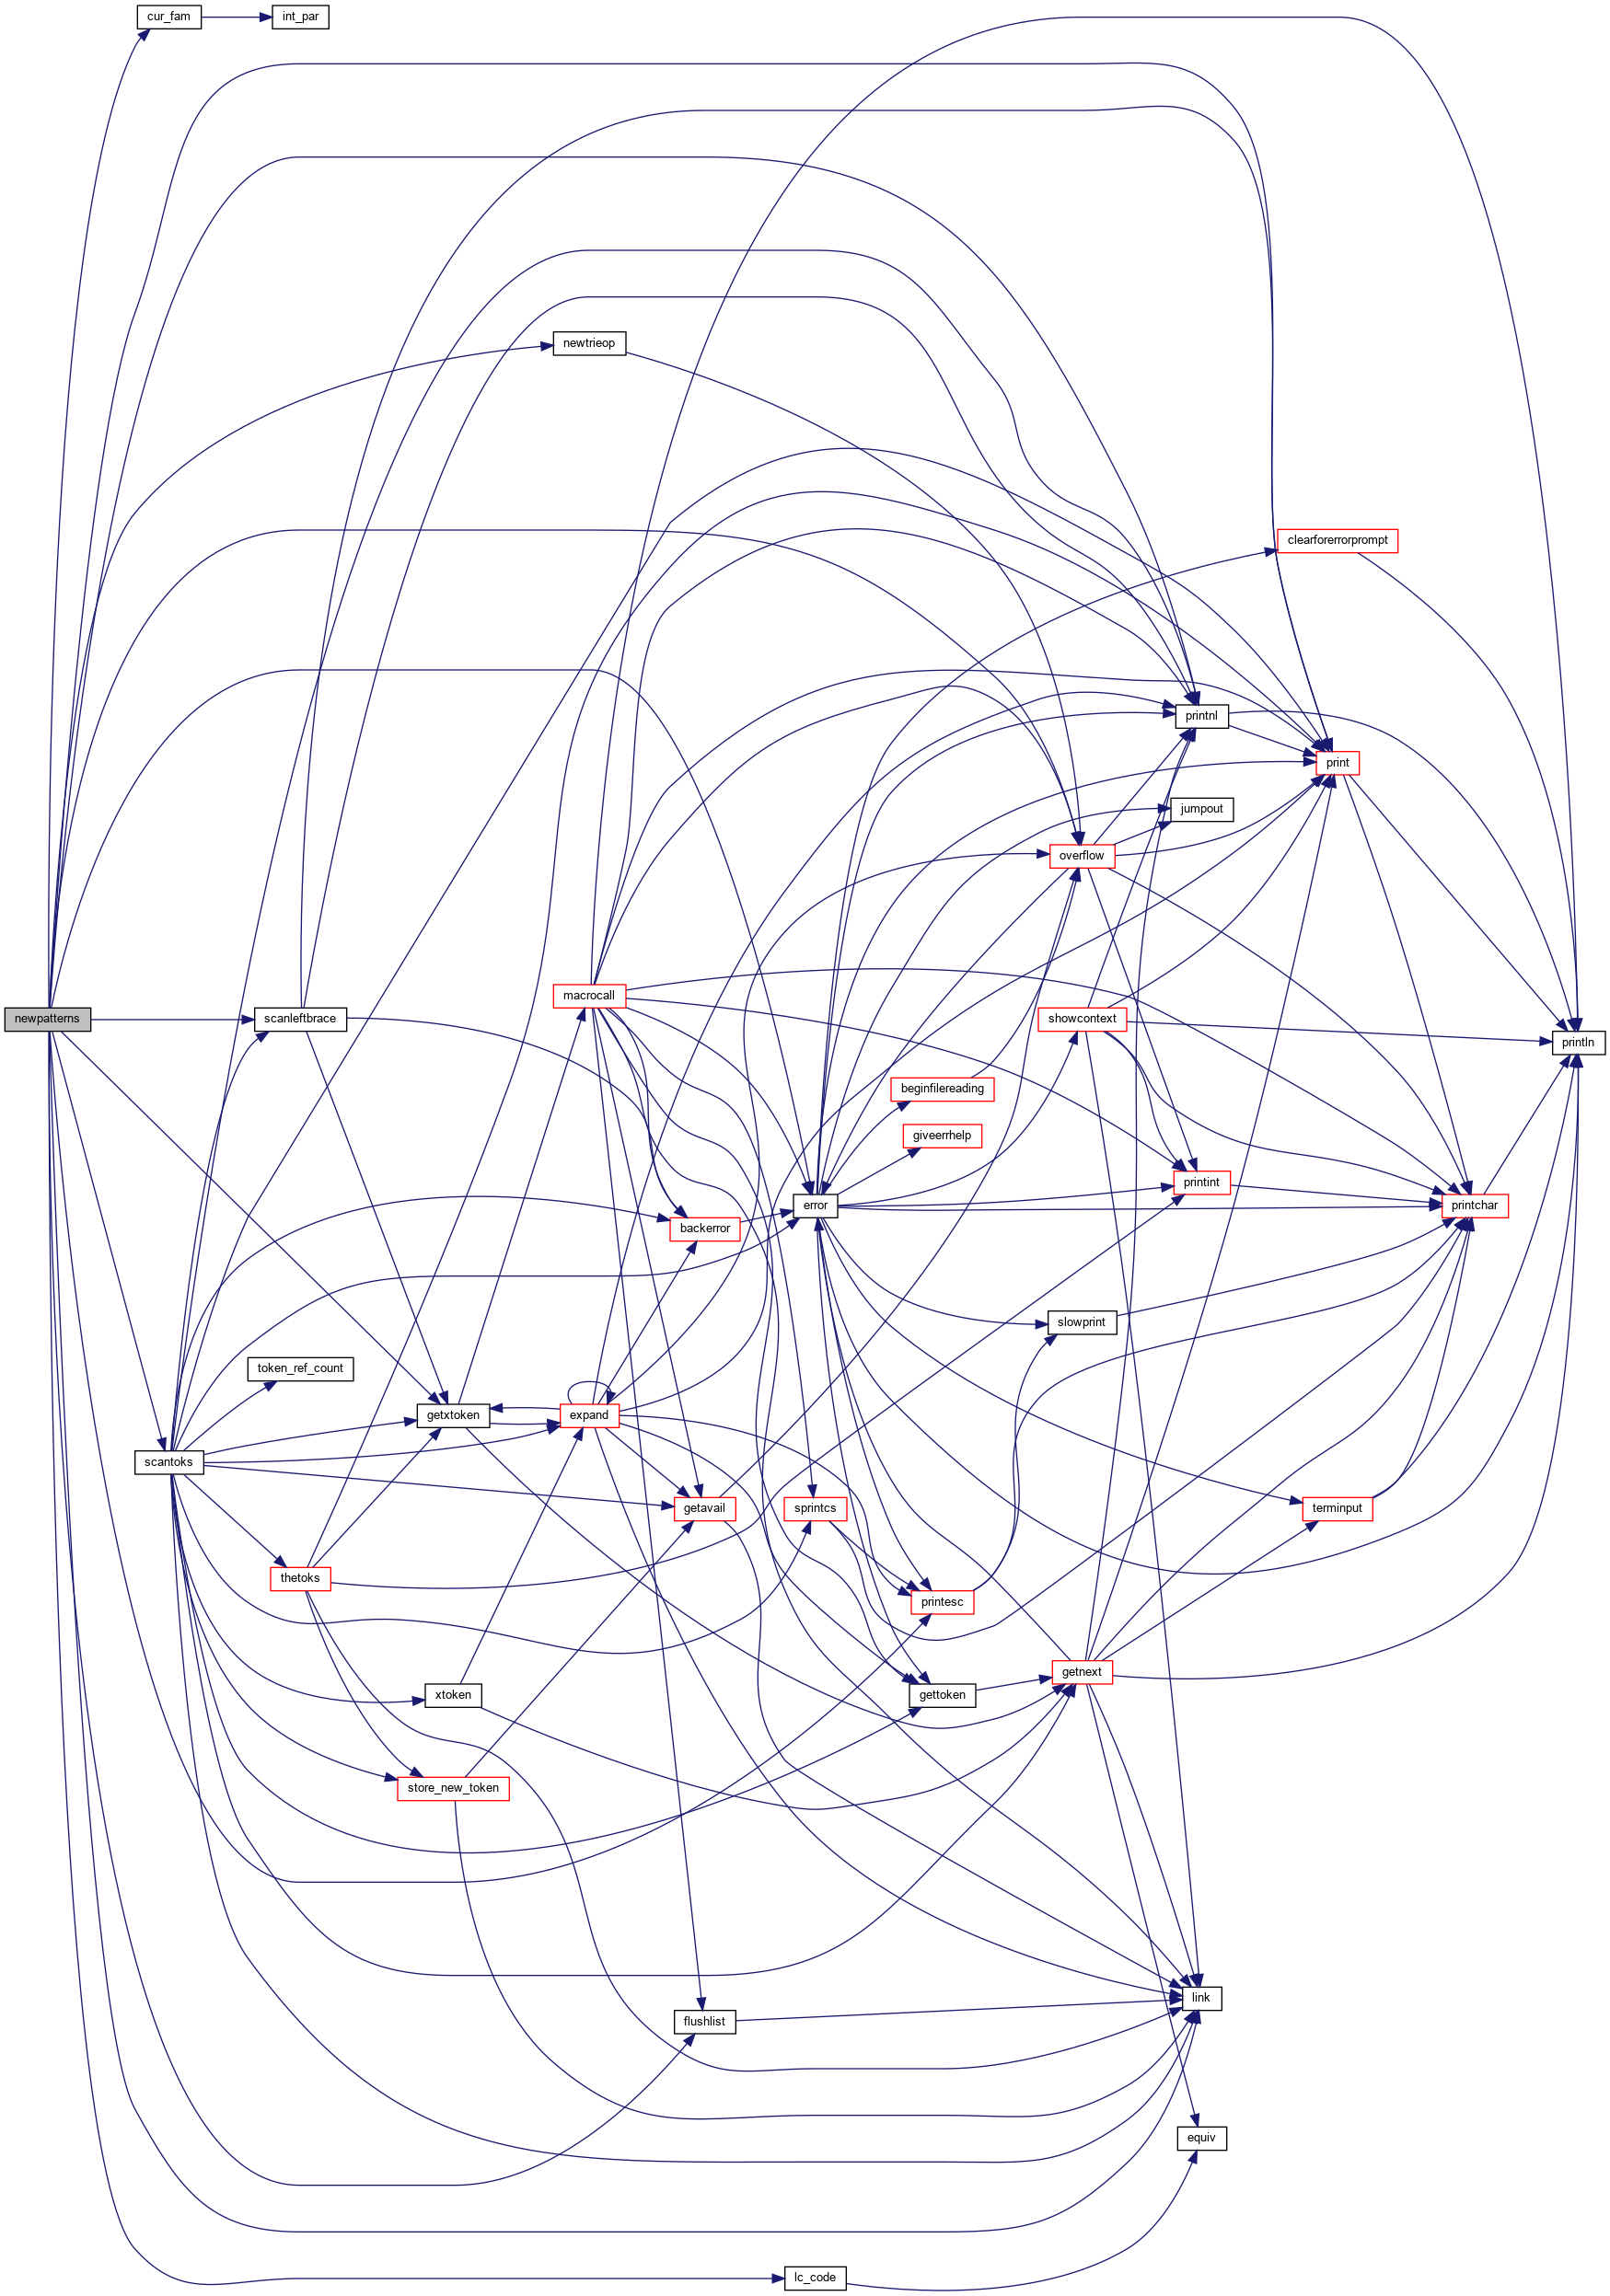 cur_fam
int_par
newtrieop
clearforerrorprompt
printnl
print
jumpout
overflow
macrocall
newpatterns
scanleftbrace
showcontext
println
beginfilereading
giveerrhelp
printint
error
printchar
backerror
slowprint
token_ref_count
getxtoken
expand
scantoks
getavail
sprintcs
terminput
thetoks
printesc
getnext
xtoken
gettoken
store_new_token
link
flushlist
equiv
lc_code